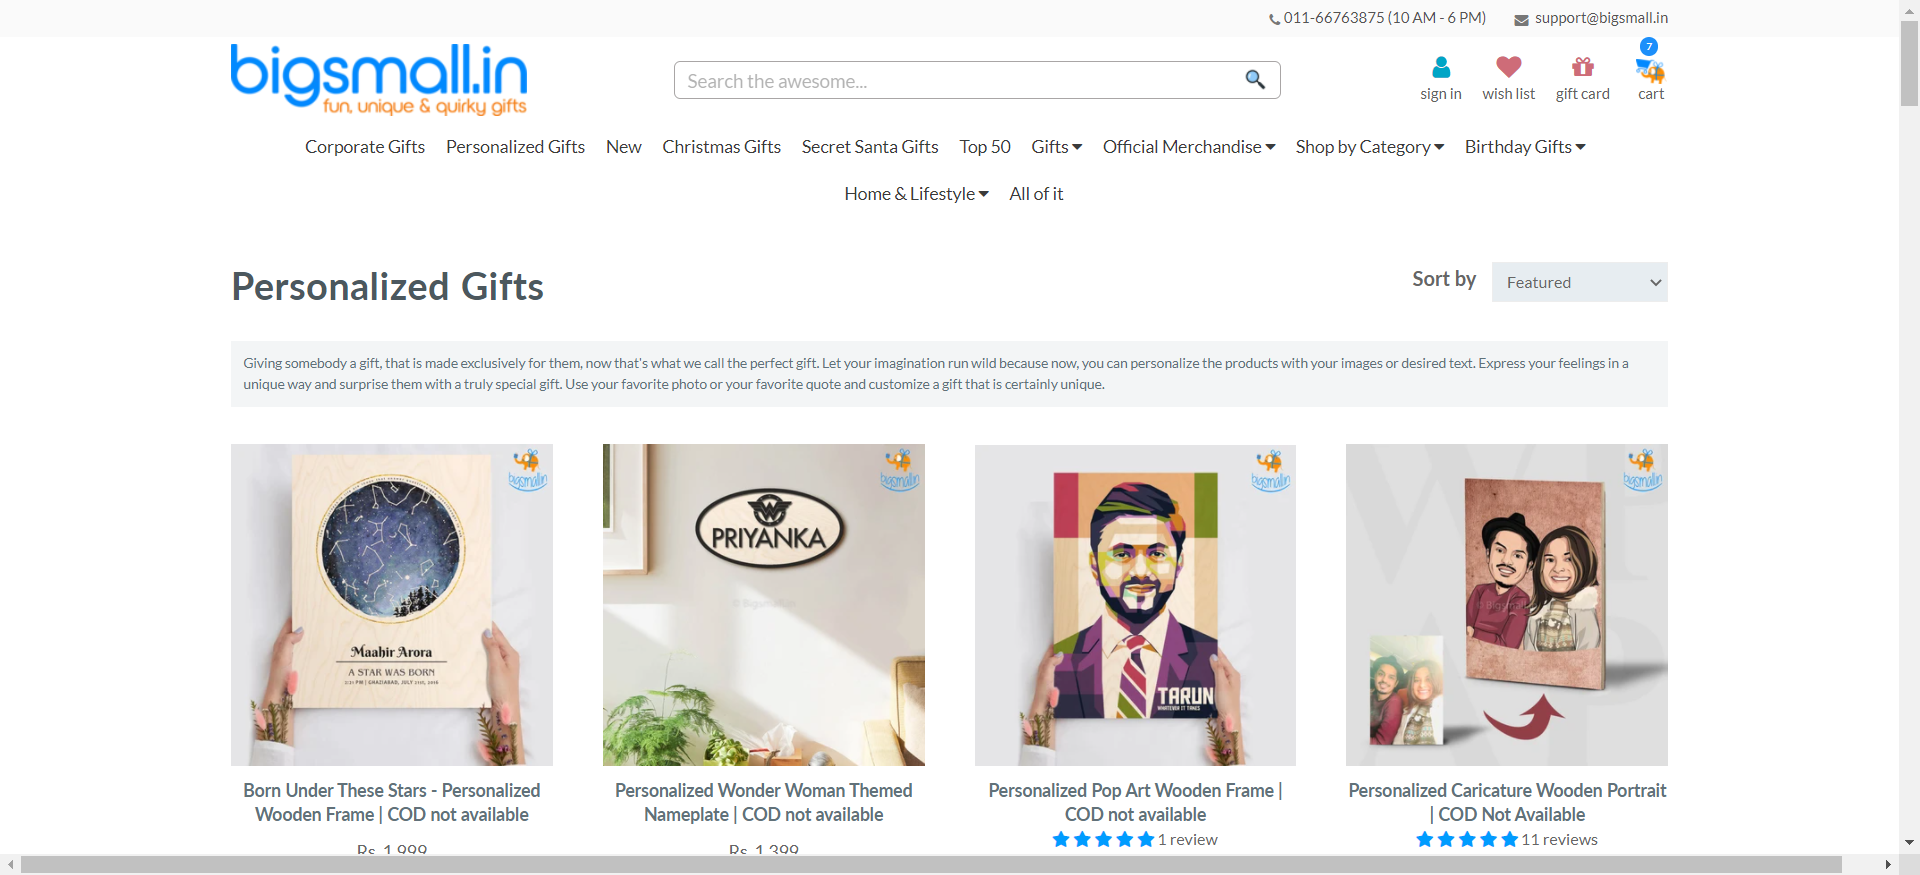 011-66763875 (10 AM - 6 PM) support@bigsmall.in
bigsmall.in
fun, unique & quirky gifts
Search the awesome...
7
sign in wish list gift card cart
Corporate Gifts Personalized Gifts New Christmas Gifts Secret Santa Gifts Top 50 Gifts Official Merchandise Shop by Category Birthday Gifts
Home & Lifestyle All of it
Personalized Gifts
Sort by Featured
Giving somebody a gift, that is made exclusively for them, now that's what we call the perfect gift. Let your imagination run wild because now, you can personalize the products with your images or desired text. Express your feelings in a
unique way and surprise them with a truly special gift. Use your favorite photo or your favorite quote and customize a gift that is certainly unique.
bigsmall.in
Maahir Arora
A STAR WAS BORN
bigsmall.in
W
PRIYANKA
© Bigsmall.in
bigsmall.in
TARUN
WHATEVER IT TAKES
bigsmall.in
© Bigsmall
Born Under These Stars - Personalized
Wooden Frame | COD not available
Rs. 1,999
Personalized Wonder Woman Themed
Nameplate | COD not available
Rs. 1,399
Personalized Pop Art Wooden Frame |
COD not available
1 review
Personalized Caricature Wooden Portrait
| COD Not Available
11 reviews